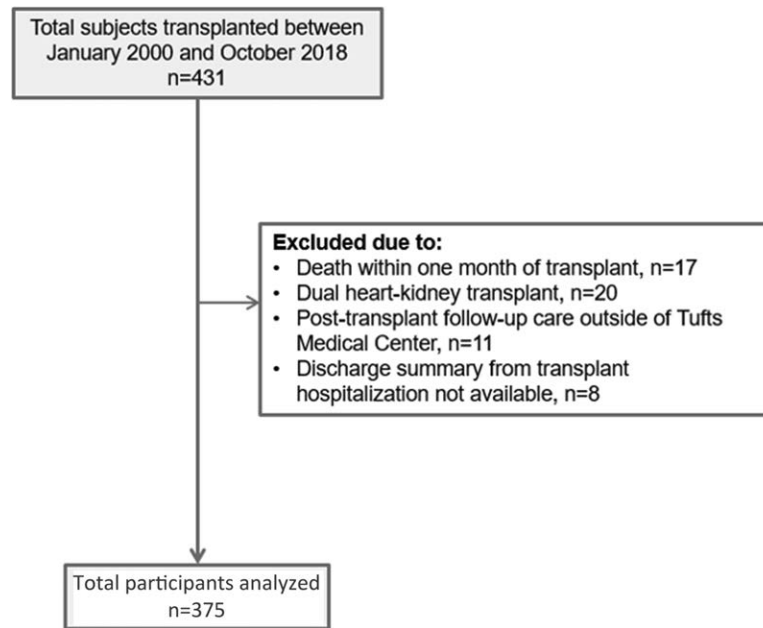 Total subjects transplanted between
January 2000 and October 2018
n=431
Excluded due to:
• Death within one month of transplant, n=17
• Dual heart-kidney transplant, n=20
• Post-transplant follow-up care outside of Tufts
Medical Center, n=11
• Discharge summary from transplant
hospitalization not available, n=8
Total participants analyzed
n=375